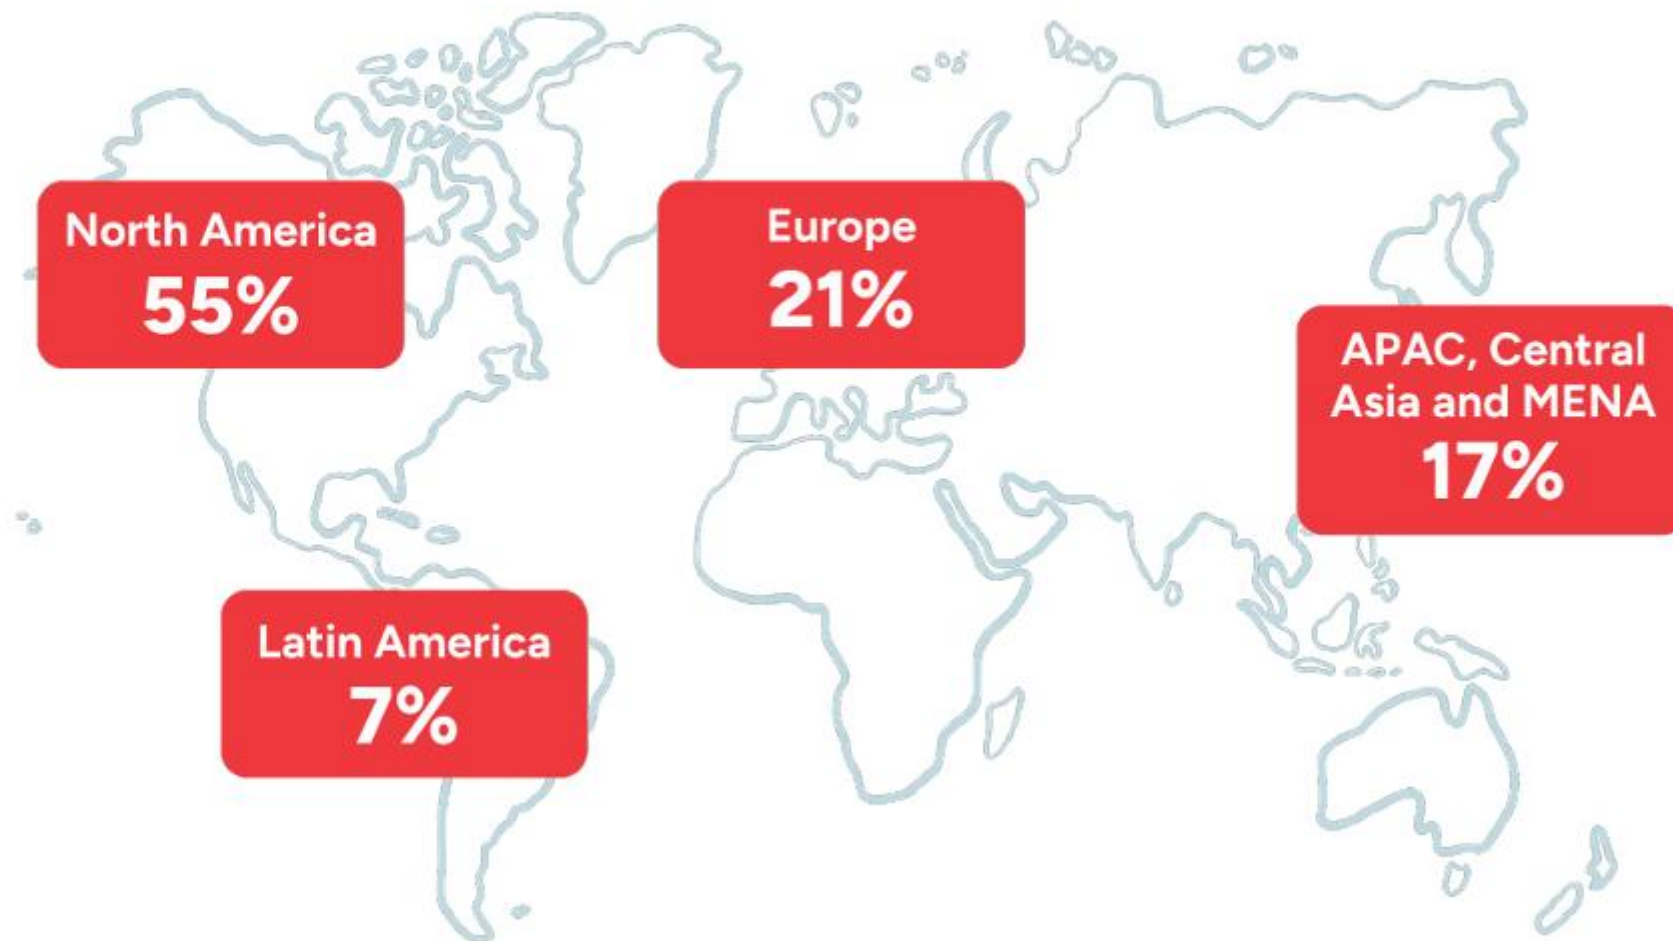 North America
55%
Europe
21%
APAC, Central
Asia and MENA
17%
Latin America
7%